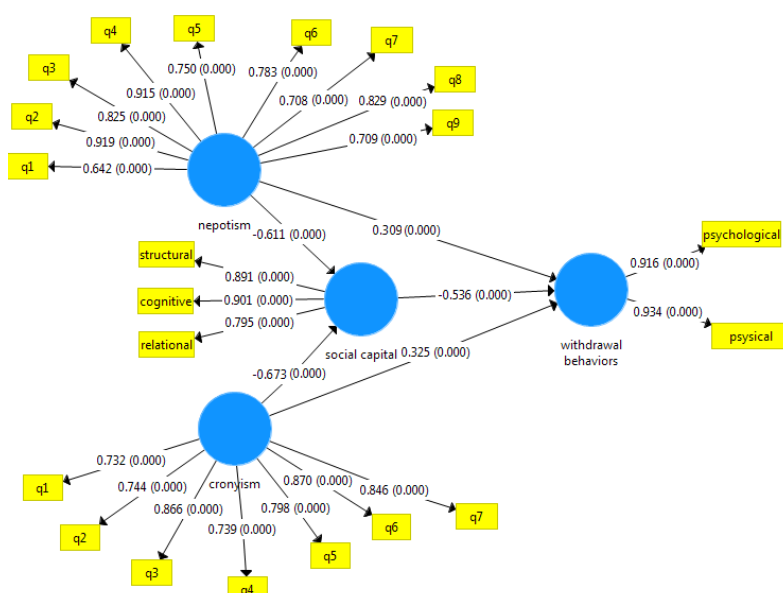 q4
q5
q6
q7
q3
q8
q2
q9
q1
0.750 (0.000)
0.783 (0.000)
0.708 (0.000)
0.915 (0.000)
0.829 (0.000)
0.825 (0.000)
0.709 (0.000)
0.919 (0.000)
0.642 (0.000)
nepotism
-0.611 (0.000)
0.309 (0.000)
structural
cognitive
relational
0.891 (0.000)
0.901 (0.000)
0.795 (0.000)
social capital
-0.536 (0.000)
withdrawal
behaviors
0.916 (0.000)
0.934 (0.000)
psychological
psysical
0.325 (0.000)
-0.673 (0.000)
cronyism
0.732 (0.000)
0.744 (0.000)
0.866 (0.000)
0.739 (0.000)
0.798 (0.000)
0.870 (0.000)
0.846 (0.000)
q1
q2
q3
q4
q5
q6
q7